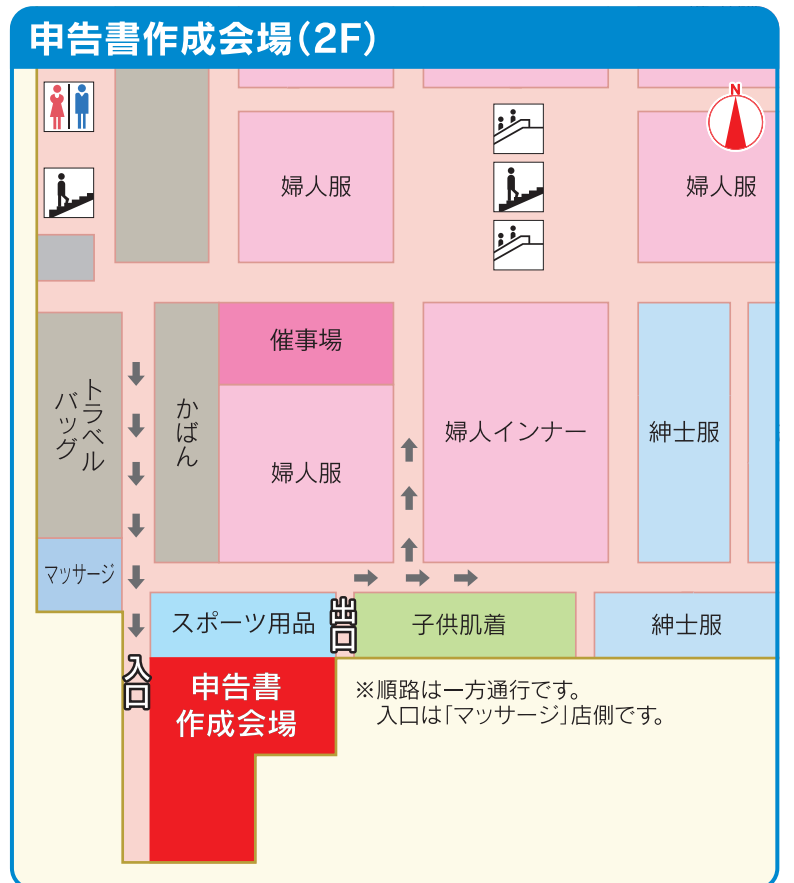 申告書作成会場(2F)
N
婦人服
婦人服
催事場
トラベル
バッグ
かばん
婦人服
婦人インナー
紳士服
マッサージ
スポーツ用品
出口
子供肌着
紳士服
入口
申告書
作成会場
※順路は一方通行です。
入口は「マッサージ」店側です。